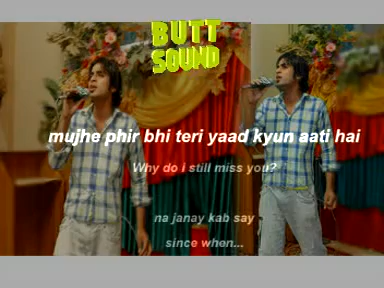 BUTT
SOUND
mujhe phir bhi teri yaad kyun aati hai
Why do I still miss you?
na janay kab say
since when...